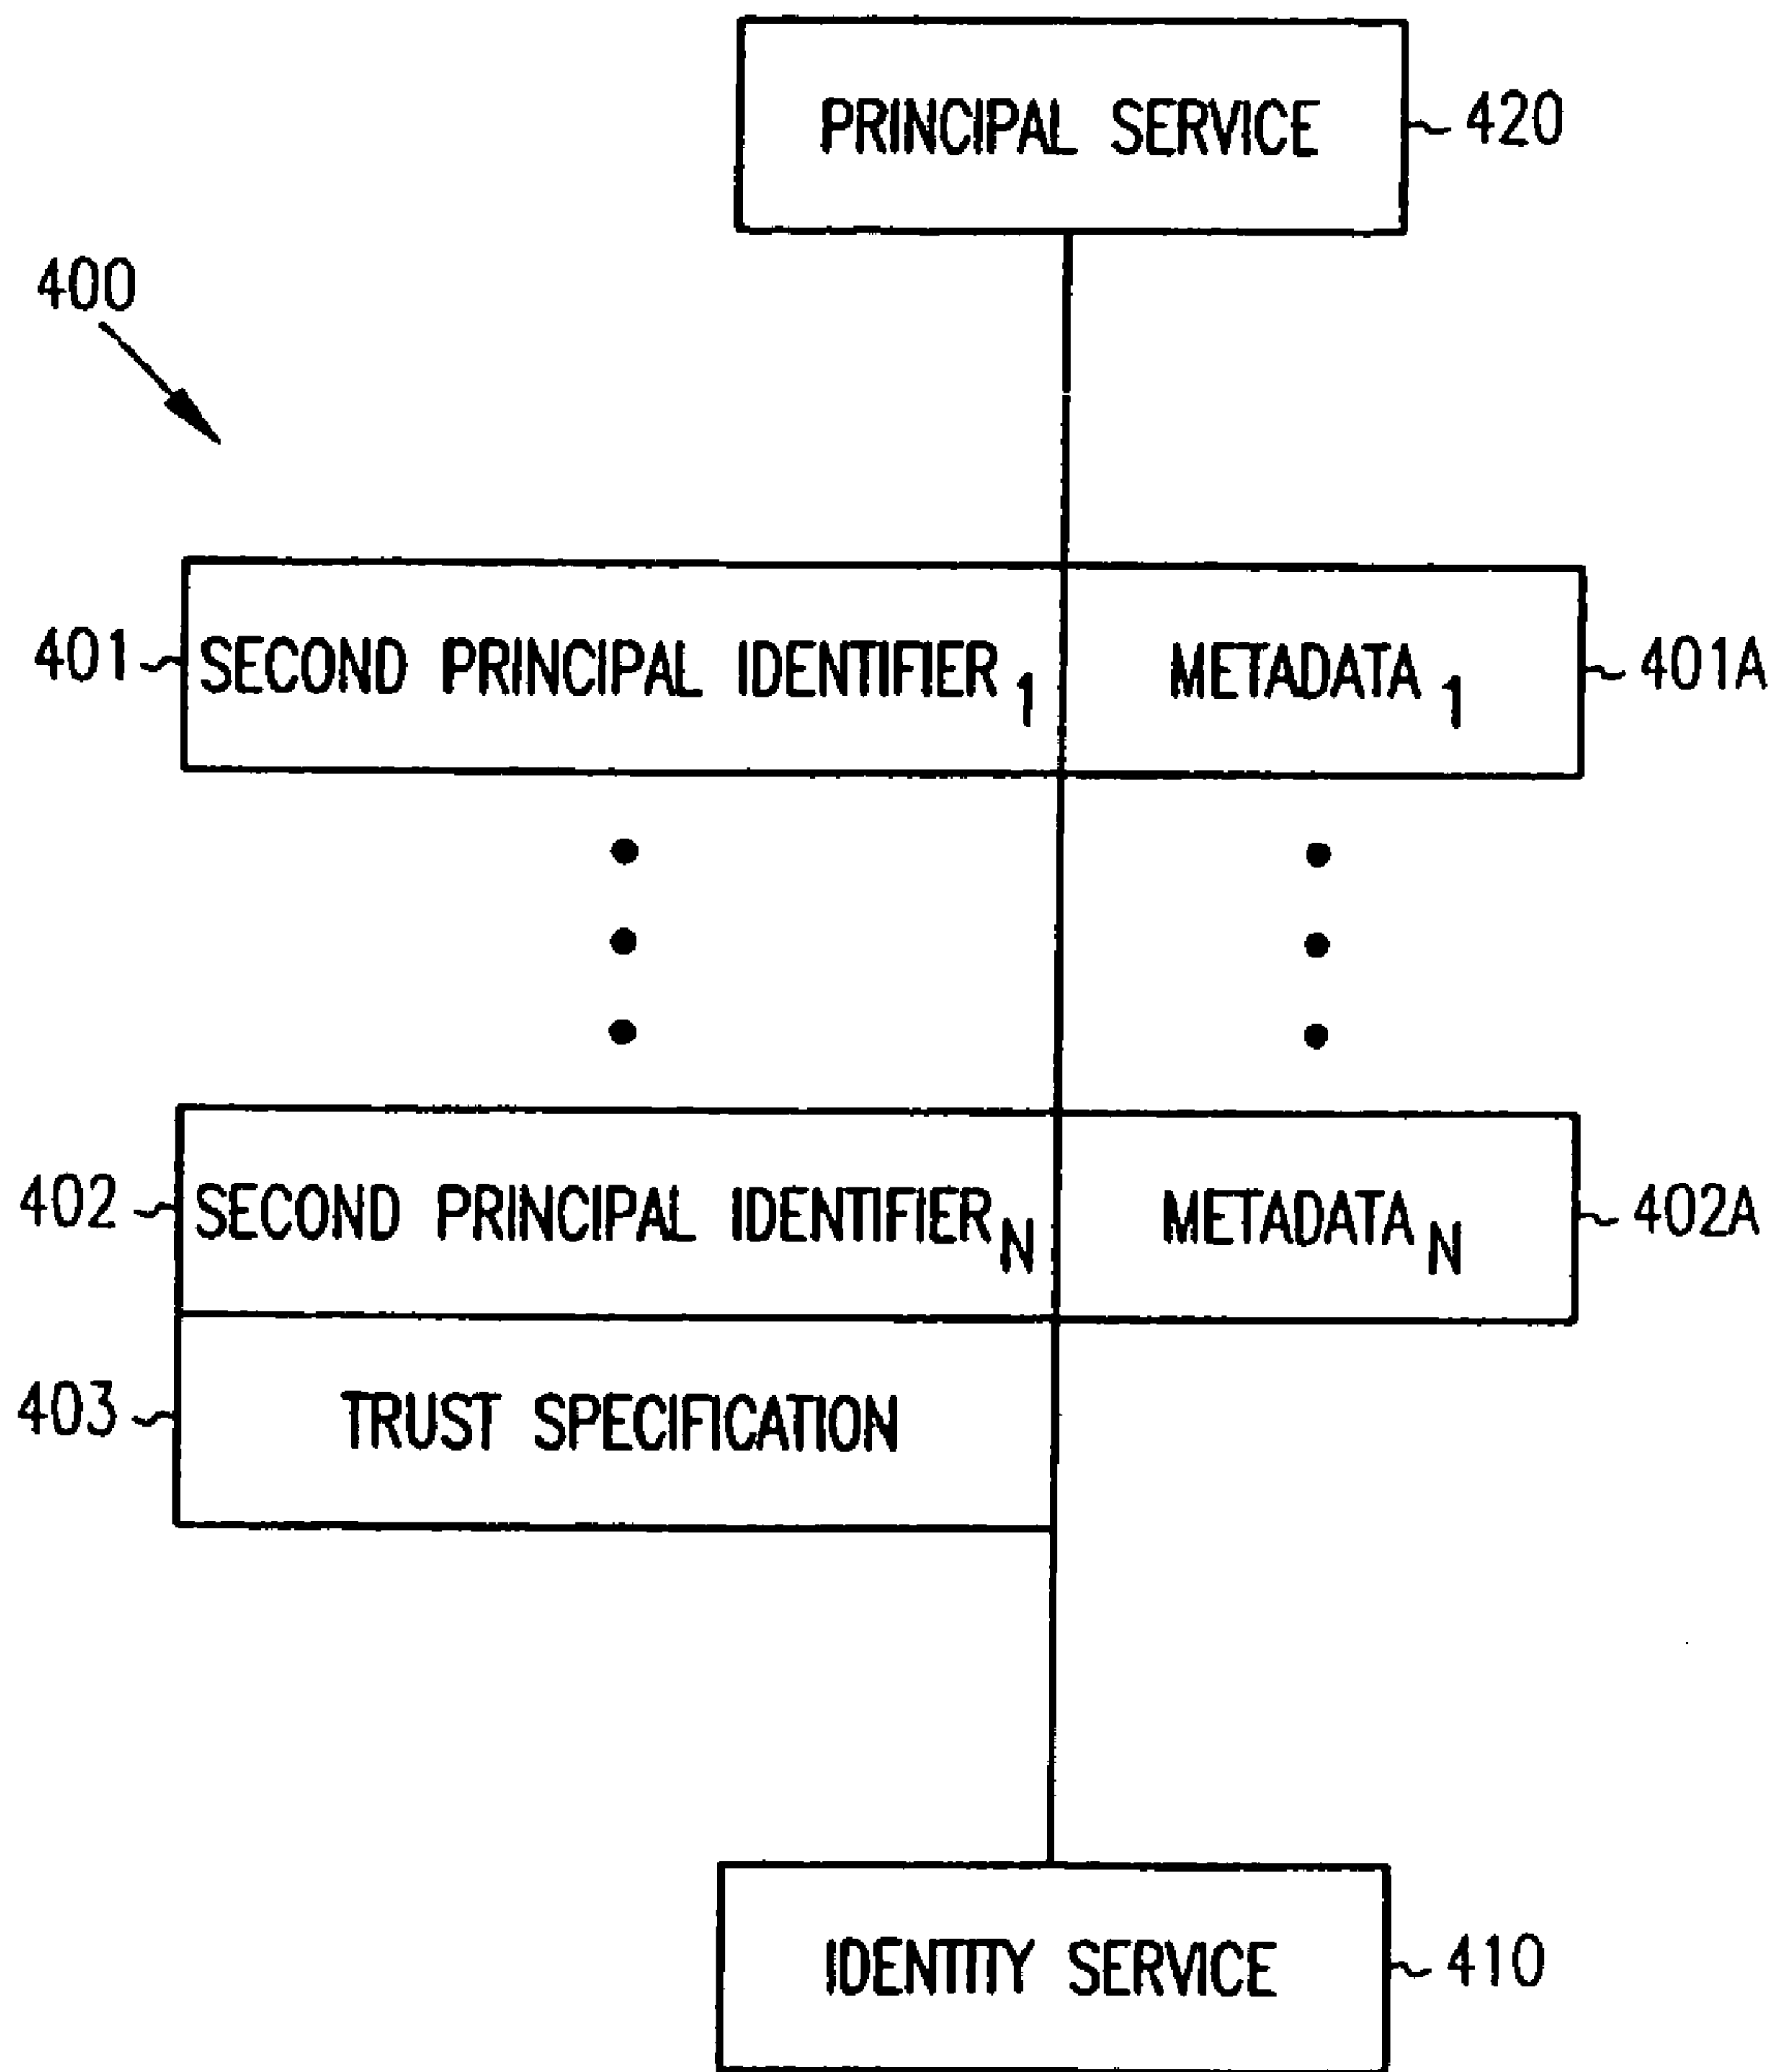 PRINCIPAL SERVICE 420
400
401 SECOND PRINCIPAL IDENTIFIER 1 METADATA 1 401A
402 SECOND PRINCIPAL IDENTIFIER N METADATA N 402A
403 TRUST SPECIFICATION
IDENTITY SERVICE 410